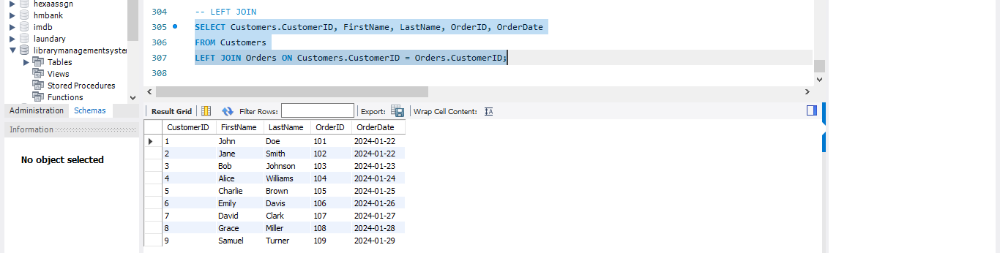 hexaassgn
hmbank
imdb
laundary
librarymanagementsystem
Tables
Views
Stored Procedures
Functions
Administration Schemas
Information
No object selected
304 -- LEFT JOIN
305 SELECT Customers.CustomerID, FirstName, LastName, OrderID, OrderDate
306 FROM Customers
307 LEFT JOIN Orders ON Customers.CustomerID = Orders.CustomerID;
308
Result Grid Filter Rows: Export: Wrap Cell Content: IA
CustomerID FirstName LastName OrderID OrderDate
1 John Doe 101 2024-01-22
2 Jane Smith 102 2024-01-22
3 Bob Johnson 103 2024-01-23
4 Alice Williams 104 2024-01-24
5 Charlie Brown 105 2024-01-25
6 Emily Davis 106 2024-01-26
7 David Clark 107 2024-01-27
8 Grace Miller 108 2024-01-28
9 Samuel Turner 109 2024-01-29